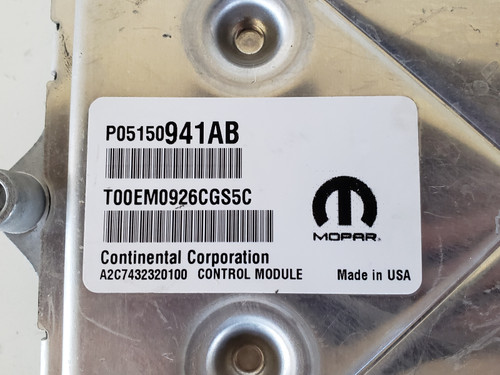 P05150941AB
T00EM0926CGS5C
MOPAR
Continental Corporation
A2C7432320100 CONTROL MODULE Made in USA